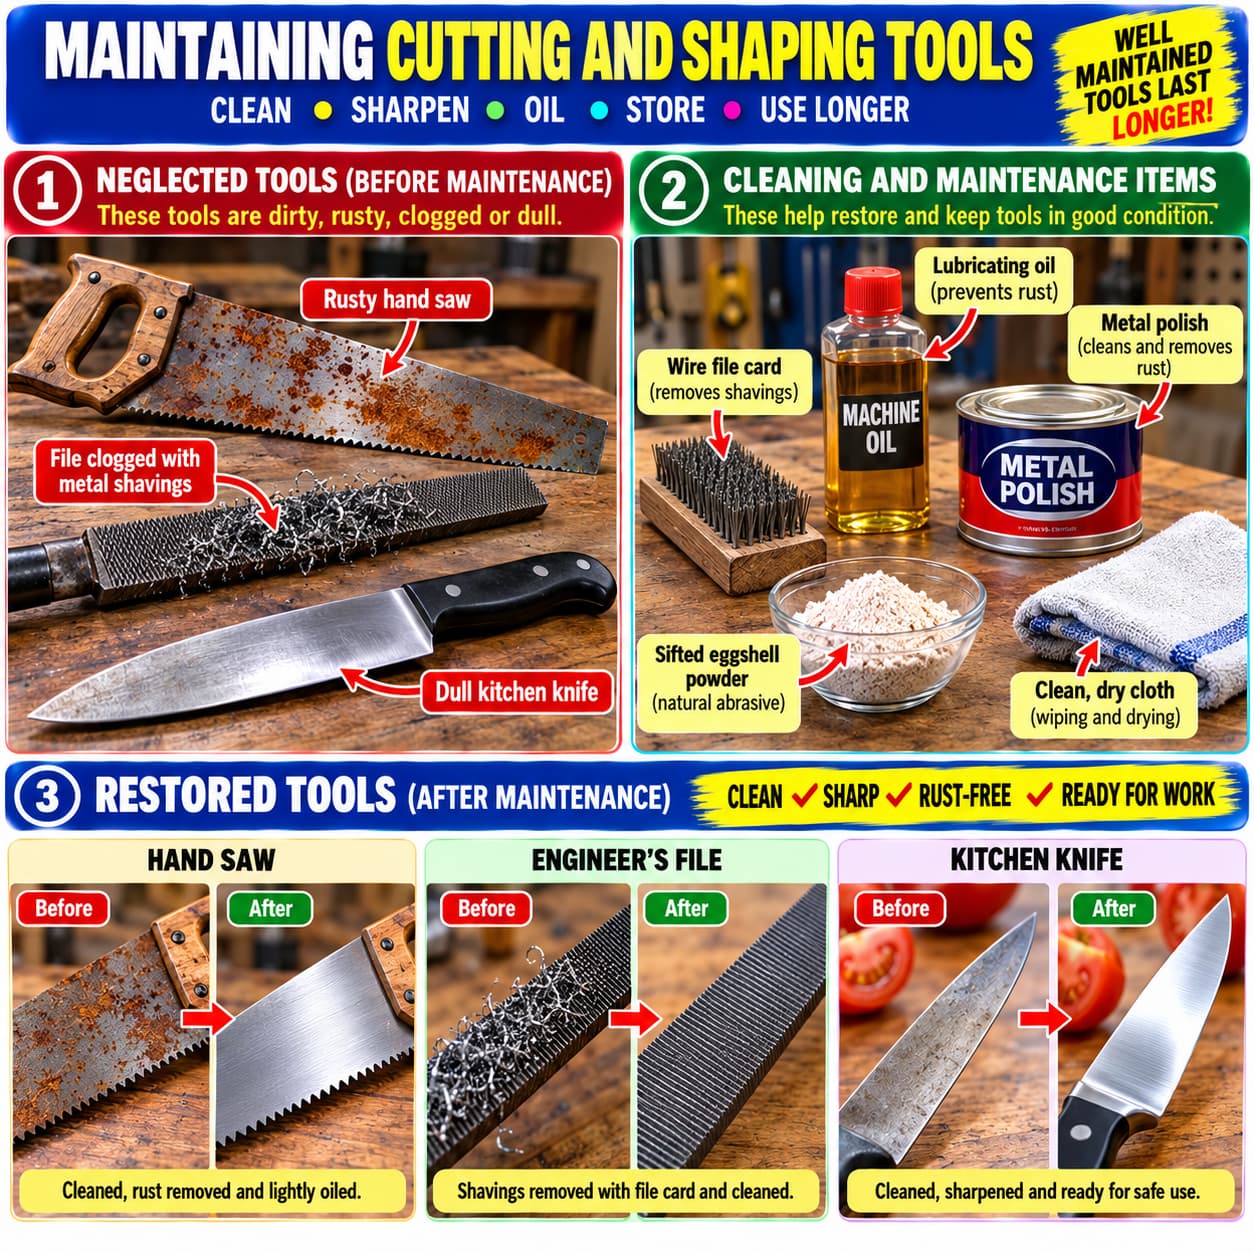 MAINTAINING CUTTING AND SHAPING TOOLS
CLEAN ● SHARPEN ● OIL ● STORE ● USE LONGER
WELL
MAINTAINED
TOOLS LAST
LONGER!
1 NEGLECTED TOOLS (BEFORE MAINTENANCE)
These tools are dirty, rusty, clogged or dull.
Rusty hand saw
File clogged with
metal shavings
Dull kitchen knife
2 CLEANING AND MAINTENANCE ITEMS
These help restore and keep tools in good condition.
Lubricating oil
(prevents rust)
Metal polish
(cleans and removes
rust)
Wire file card
(removes shavings)
MACHINE
OIL
METAL
POLISH
Sifted eggshell
powder
(natural abrasive)
Clean, dry cloth
(wiping and drying)
3 RESTORED TOOLS (AFTER MAINTENANCE)
CLEAN ✓ SHARP ✓ RUST-FREE ✓ READY FOR WORK
HAND SAW
Before
After
Cleaned, rust removed and lightly oiled.
ENGINEER'S FILE
Before
After
Shavings removed with file card and cleaned.
KITCHEN KNIFE
Before
After
Cleaned, sharpened and ready for safe use.